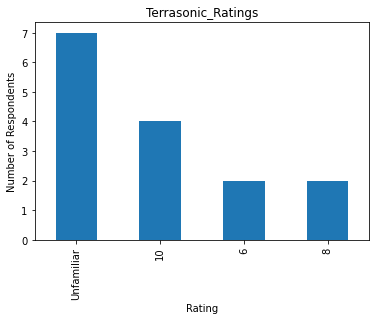 Terrasonic_Ratings
Number of Respondents
7
6
5
4
3
2
1
0
Unfamiliar
10
6
8
Rating